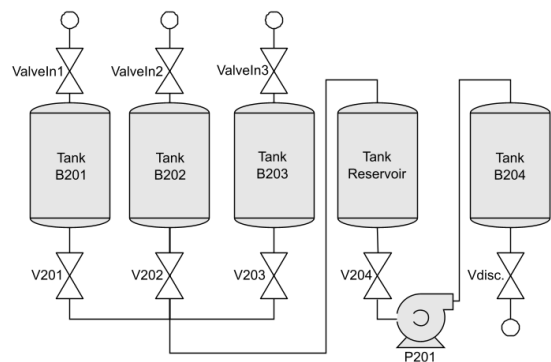 ValveIn1
ValveIn2
ValveIn3
Tank
B201
Tank
B202
Tank
B203
Tank
Reservoir
Tank
B204
V201
V202
V203
V204
Vdisc.
P201